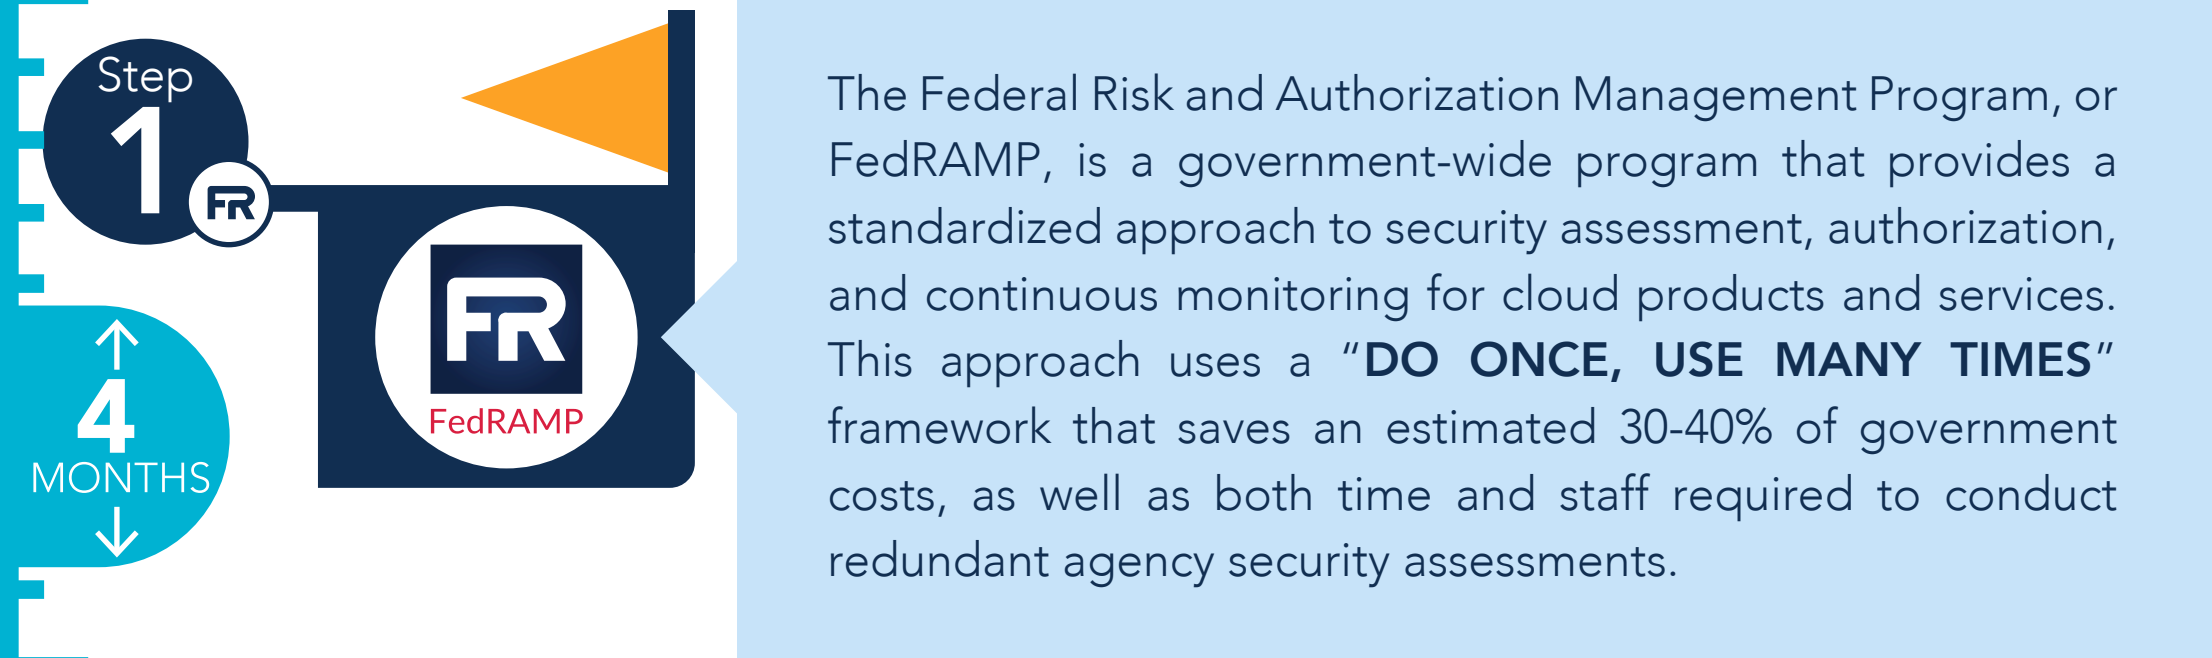 Step
1
FR
FR
FedRAMP
4
MONTHS
The Federal Risk and Authorization Management Program, or
FedRAMP, is a government-wide program that provides a
standardized approach to security assessment, authorization,
and continuous monitoring for cloud products and services.
This approach uses a “DO ONCE, USE MANY TIMES”
framework that saves an estimated 30-40% of government
costs, as well as both time and staff required to conduct
redundant agency security assessments.